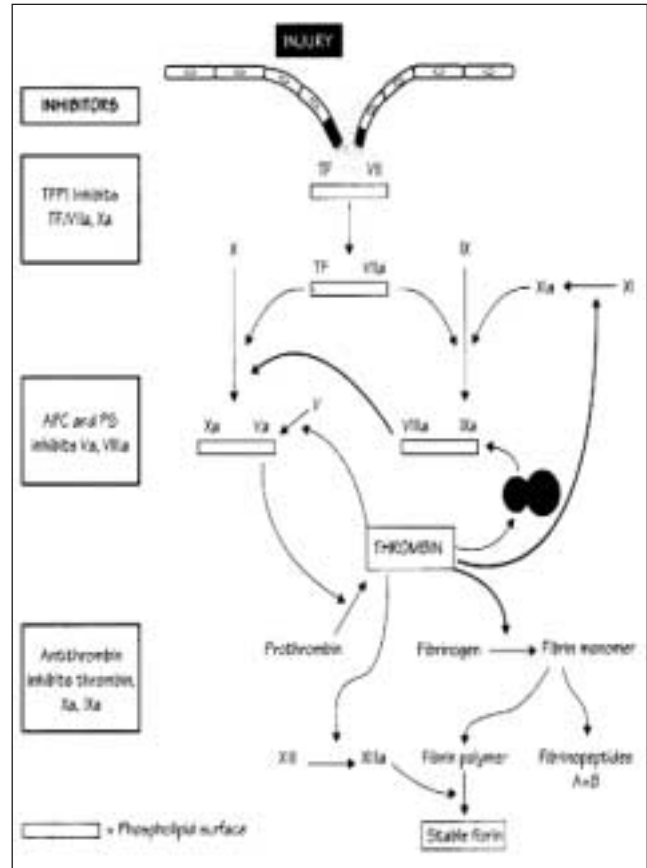 INJURY
INHIBITORS
TF VII
TFPI inhibits
TF/VIIa, Xa
X
IX
TF VIIa
XIa
XI
APC and PS
inhibits Va, VIIIa
V
Xa Va
VIIIa IXa
THROMBIN
Prothrombin
Fibrinogen
Fibrin monomer
Antithrombin
inhibits thrombin,
Xa, IXa
XIII
XIIIa
Fibrin polymer
Fibrinopeptides
A+B
= Phospholipid surface
Stable fibrin